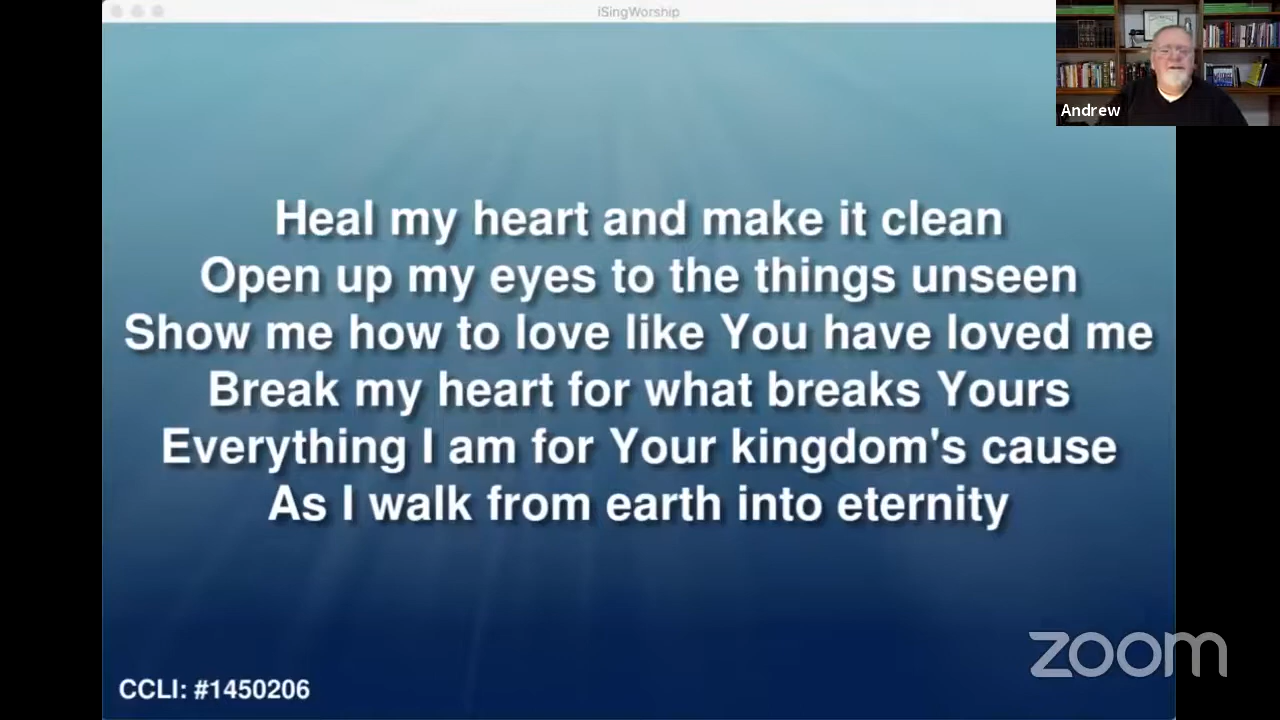 iSingWorship
Andrew
Heal my heart and make it clean
Open up my eyes to the things unseen
Show me how to love like You have loved me
Break my heart for what breaks Yours
Everything I am for Your kingdom's cause
As I walk from earth into eternity
zoom
CCLI: #1450206